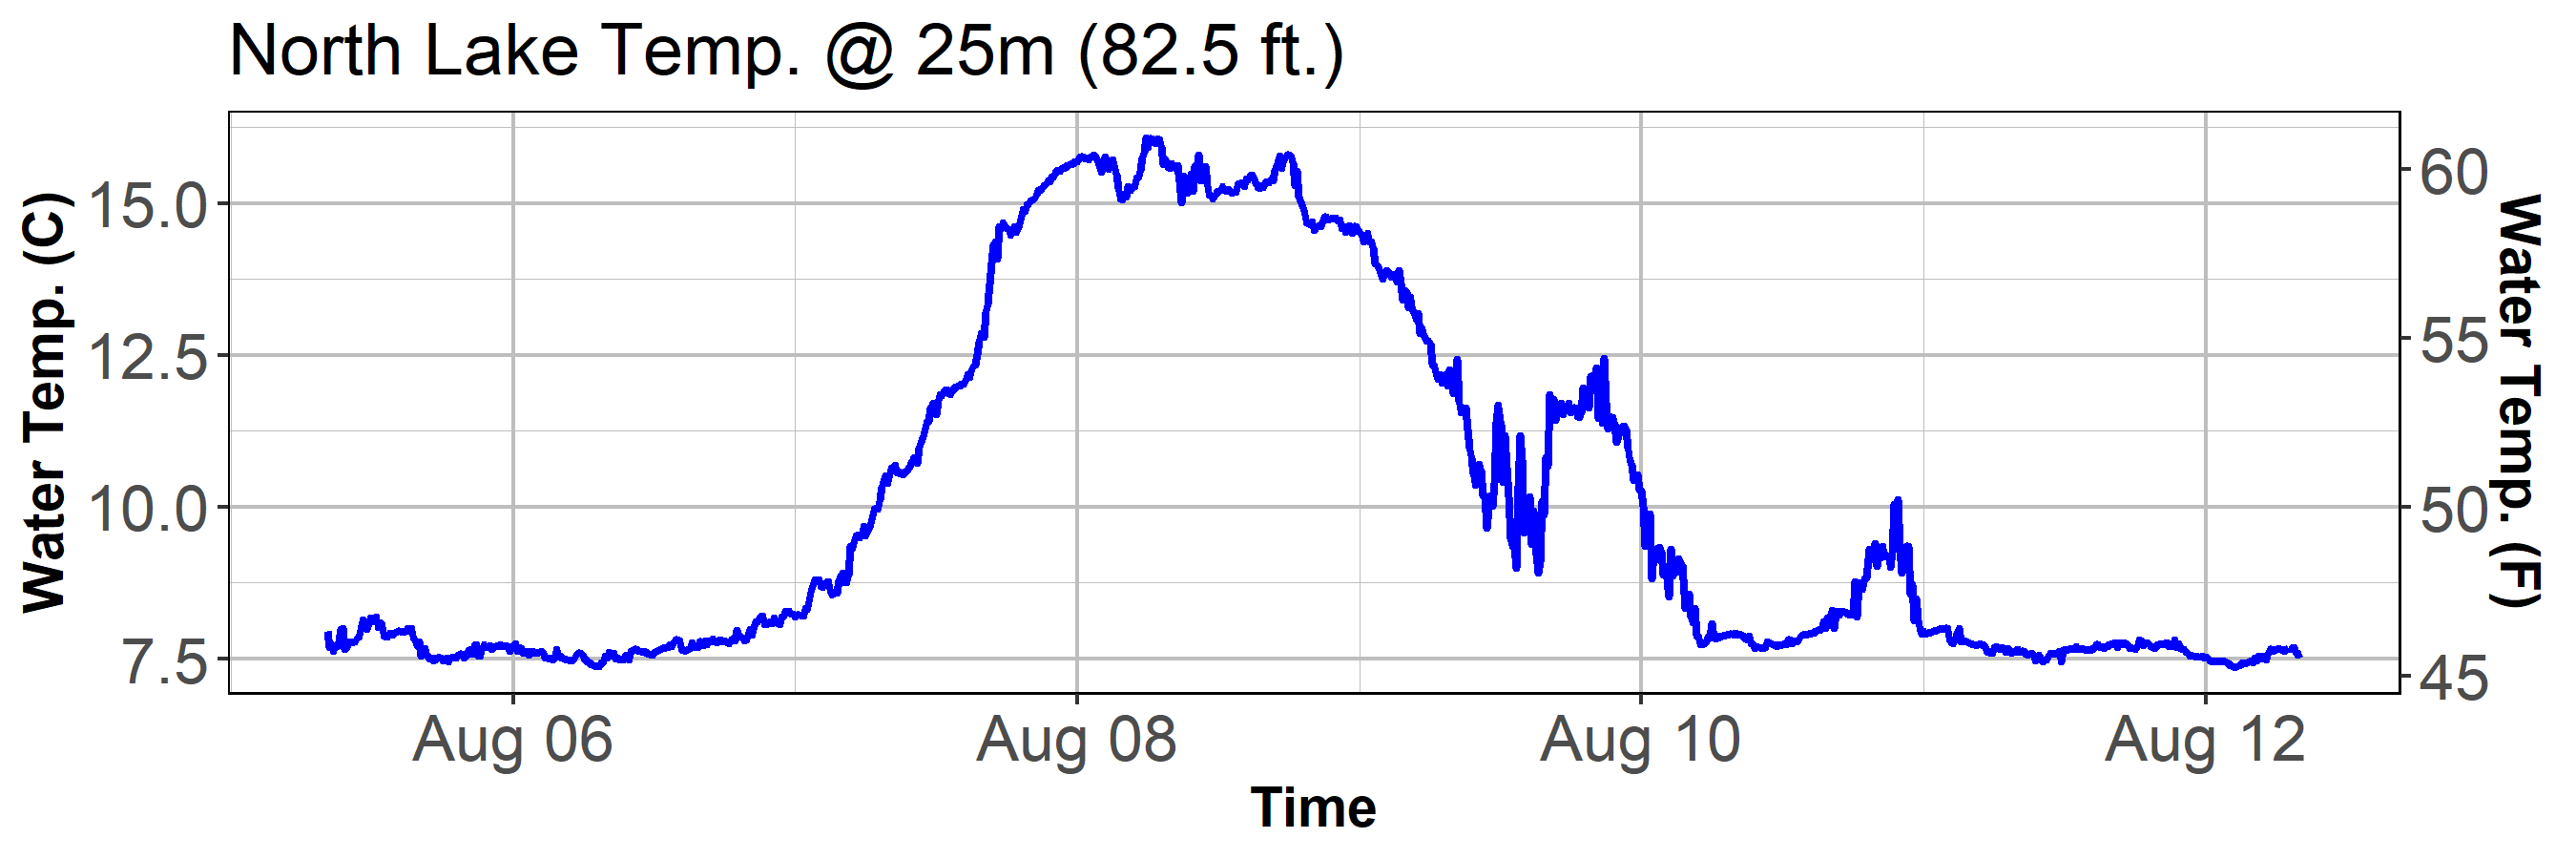 North Lake Temp. @ 25m (82.5 ft.)
Water Temp. (C)
15.0
12.5
10.0
7.5
60
55
50
45
Water Temp. (F)
Aug 06
Aug 08
Aug 10
Aug 12
Time